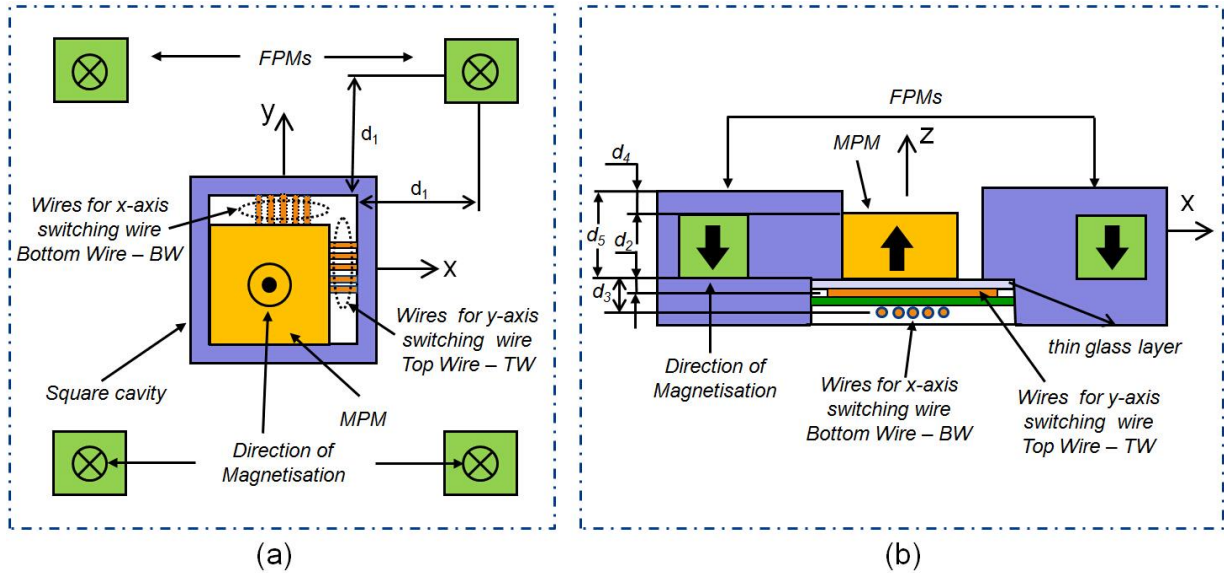 FPMs
y
d1
d1
Wires for x-axis
switching wire
Bottom Wire – BW
X
Wires for y-axis
switching wire
Top Wire – TW
Square cavity
MPM
Direction of
Magnetisation
(a)
FPMs
MPM
z
d4
X
d5
d2
d3
thin glass layer
Direction of
Magnetisation
Wires for x-axis
switching wire
Bottom Wire – BW
Wires for y-axis
switching wire
Top Wire – TW
(b)